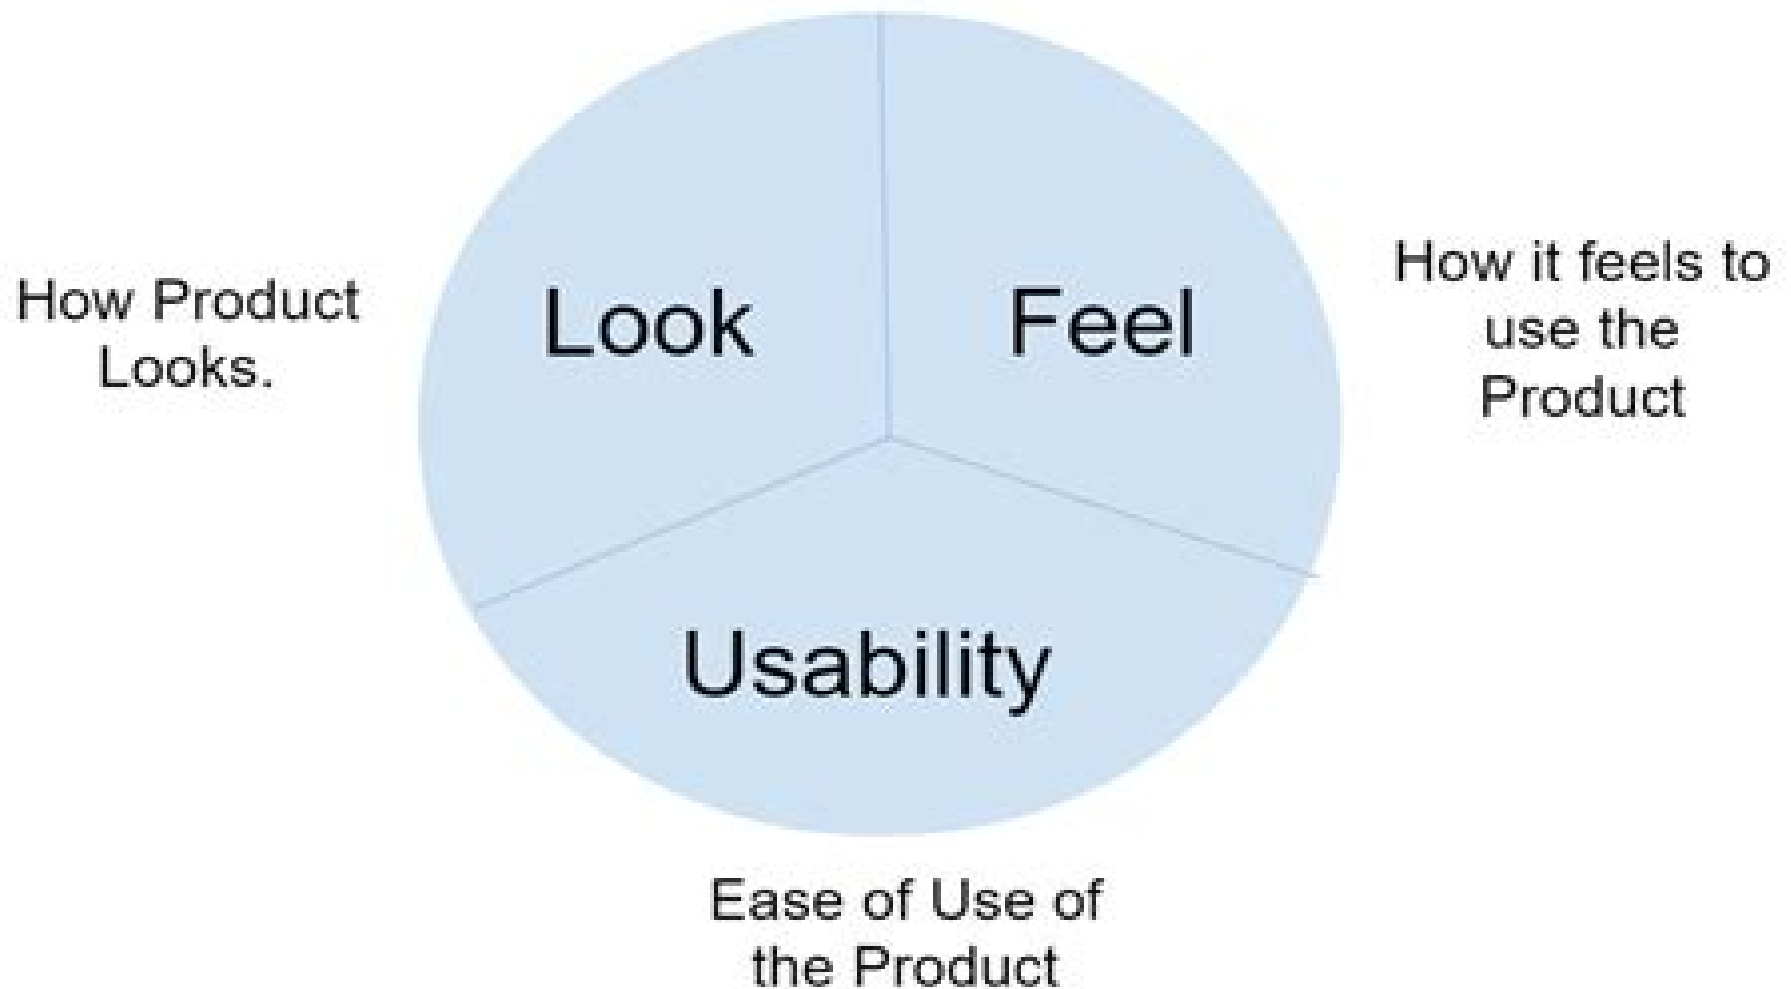 How Product
Looks.
Look
Feel
How it feels to
use the
Product
Usability
Ease of Use of
the Product